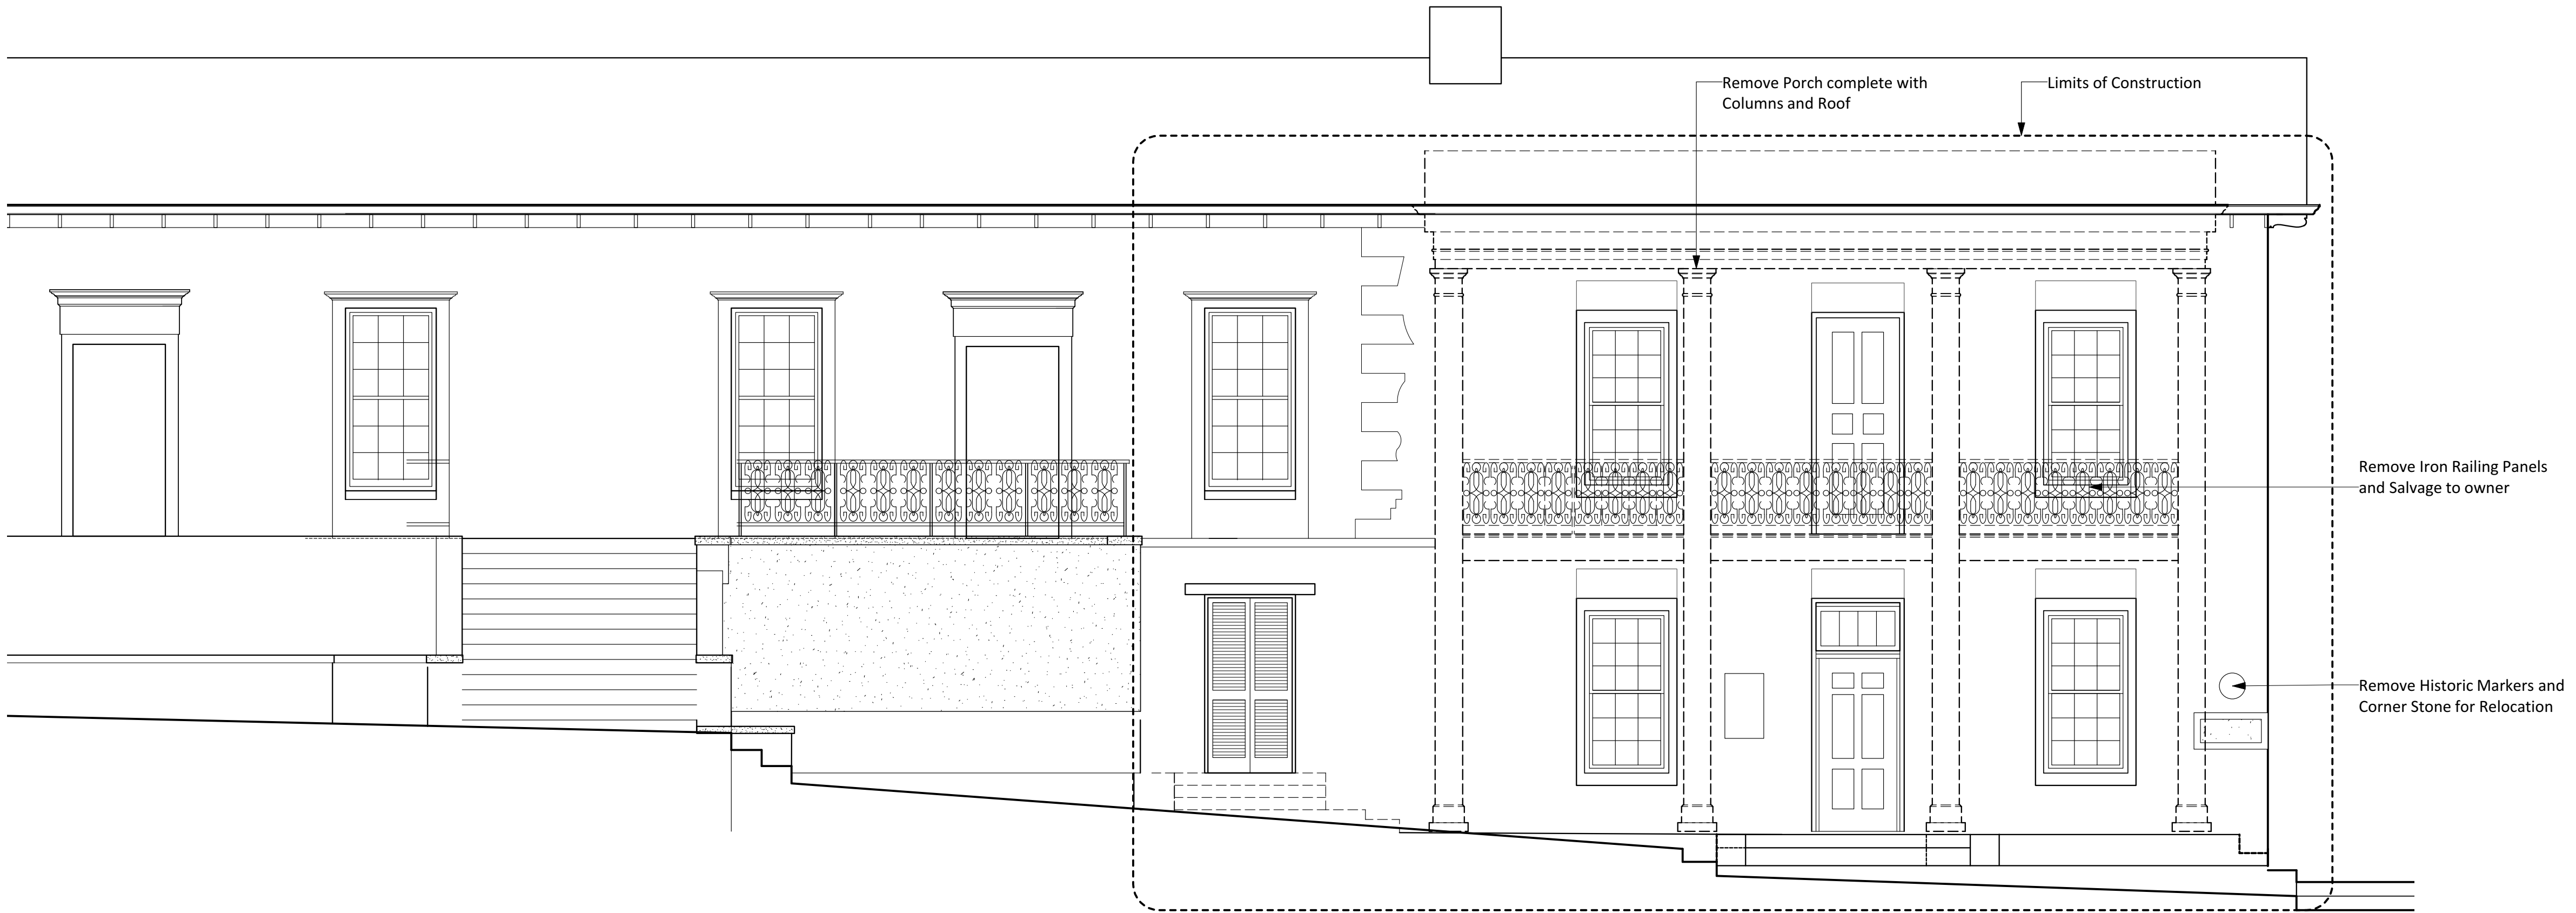 Remove Porch complete with
Columns and Roof
Limits of Construction
Remove Iron Railing Panels
and Salvage to owner
Remove Historic Markers and
Corner Stone for Relocation